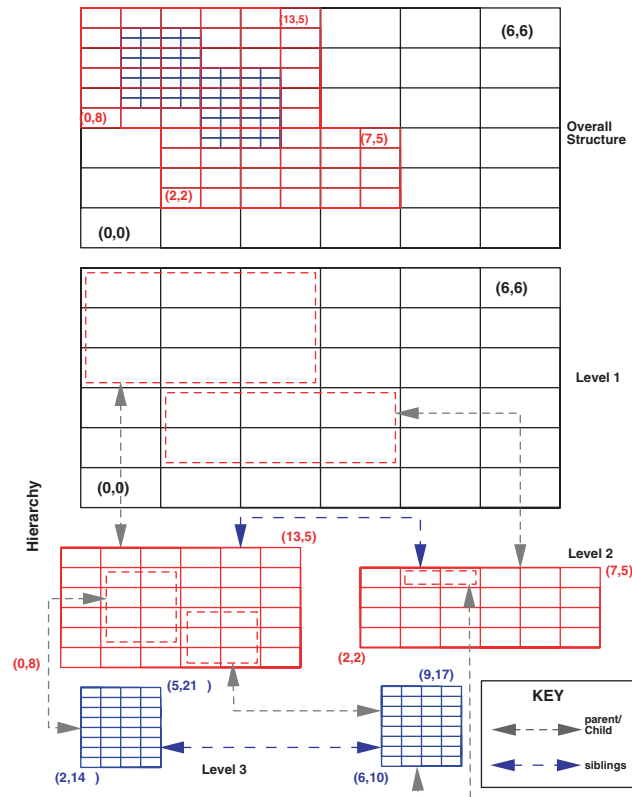 (13,5)
(6,6)
(0,8)
(7,5)
Overall
Structure
(2,2)
(0,0)
(6,6)
Level 1
(0,0)
Hierarchy
(13,5)
Level 2
(7,5)
(0,8)
(2,2)
(5,21 )
(9,17)
KEY
parent/
Child
siblings
(2,14 )
Level 3
(6,10)